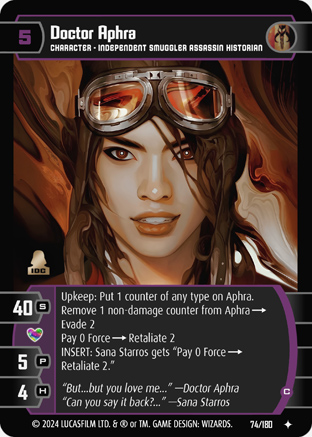 5 Doctor Aphra
CHARACTER - INDEPENDENT SMUGGLER ASSASSIN HISTORIAN
IDC
40 S
Upkeep: Put 1 counter of any type on Aphra.
Remove 1 non-damage counter from Aphra →
Evade 2
Pay 0 Force → Retaliate 2
5 P
INSERT: Sana Starros gets “Pay 0 Force →
Retaliate 2.”
C
4 H
“But...but you love me...” —Doctor Aphra
“Can you say it back?...” —Sana Starros
© 2024 LUCASFILM LTD. & ® or TM. GAME DESIGN: WIZARDS. 74/180